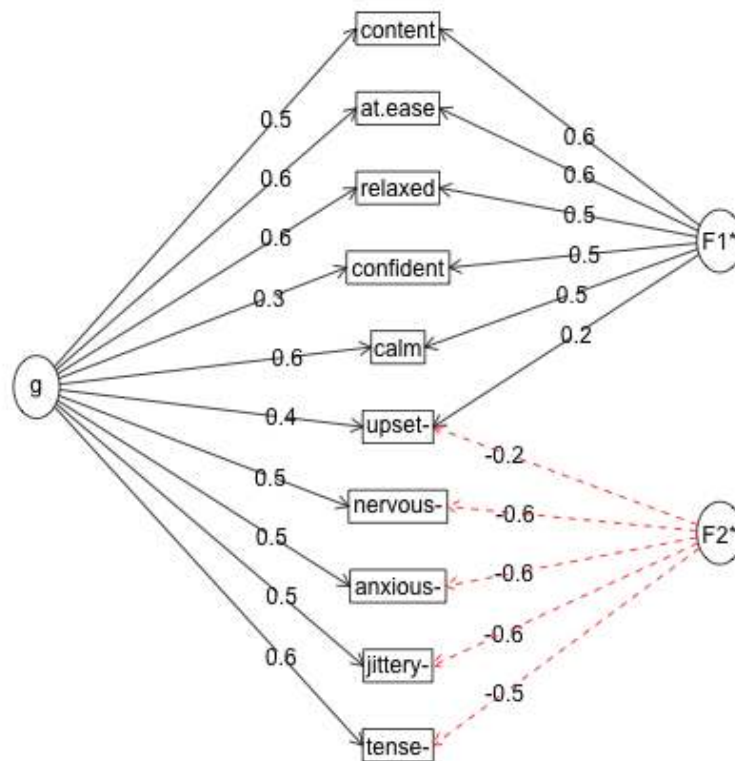 content
0.5
0.6
at.ease
0.6
0.6
relaxed
0.6
0.5
F1*
confident
0.3
0.5
calm
0.6
0.5
g
upset-
0.4
0.2
-0.2
nervous-
0.5
-0.6
F2*
anxious-
0.5
-0.6
jittery-
0.5
-0.6
tense-
0.6
-0.5